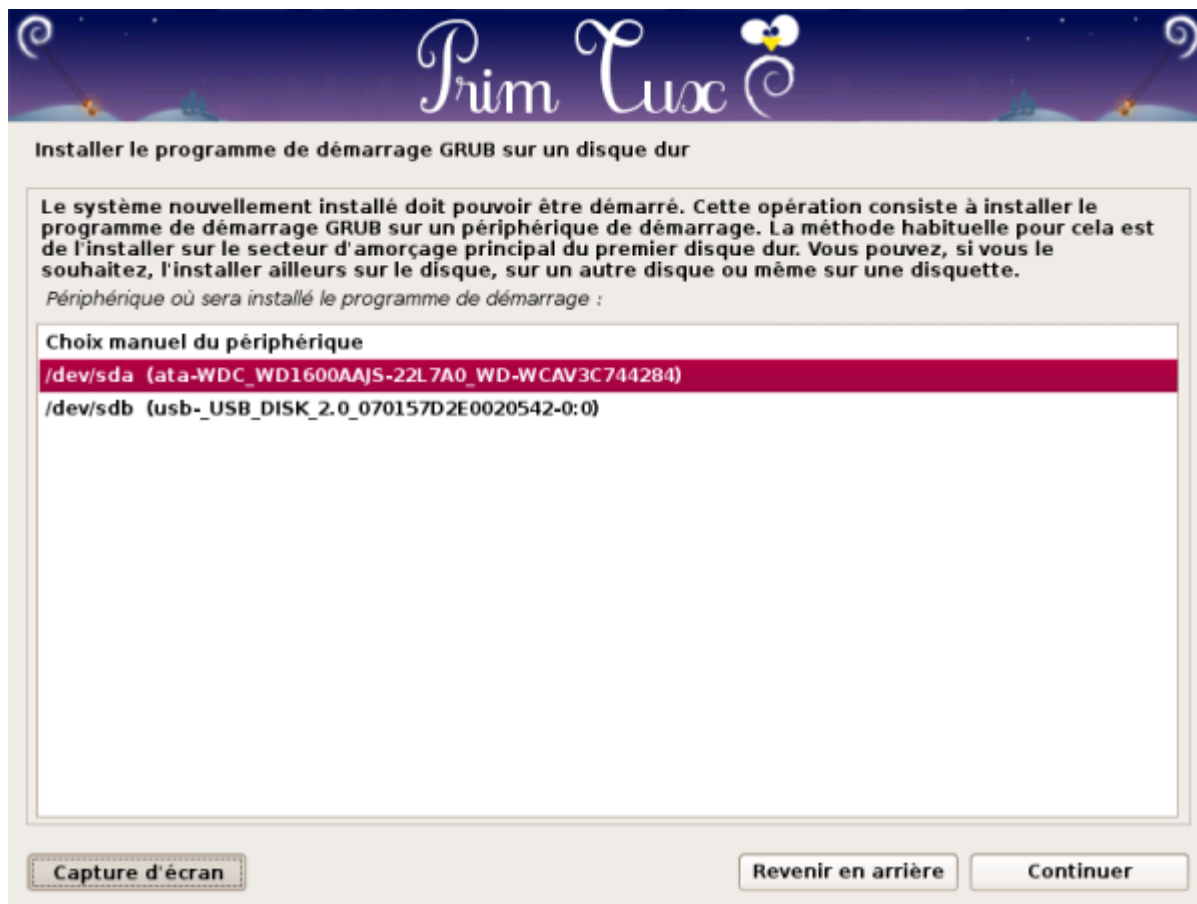 Prim Tux
Installer le programme de démarrage GRUB sur un disque dur
Le système nouvellement installé doit pouvoir être démarré. Cette opération consiste à installer le
programme de démarrage GRUB sur un périphérique de démarrage. La méthode habituelle pour cela est
de l'installer sur le secteur d'amorçage principal du premier disque dur. Vous pouvez, si vous le
souhaitez, l'installer ailleurs sur le disque, sur un autre disque ou même sur une disquette.
Périphérique où sera installé le programme de démarrage :
Choix manuel du périphérique
/dev/sda (ata-WDC_WD1600AAJS-22L7A0_WD-WCAV3C744284)
/dev/sdb (usb-_USB_DISK_2.0_070157D2E0020542-0:0)
Capture d'écran
Revenir en arrière
Continuer